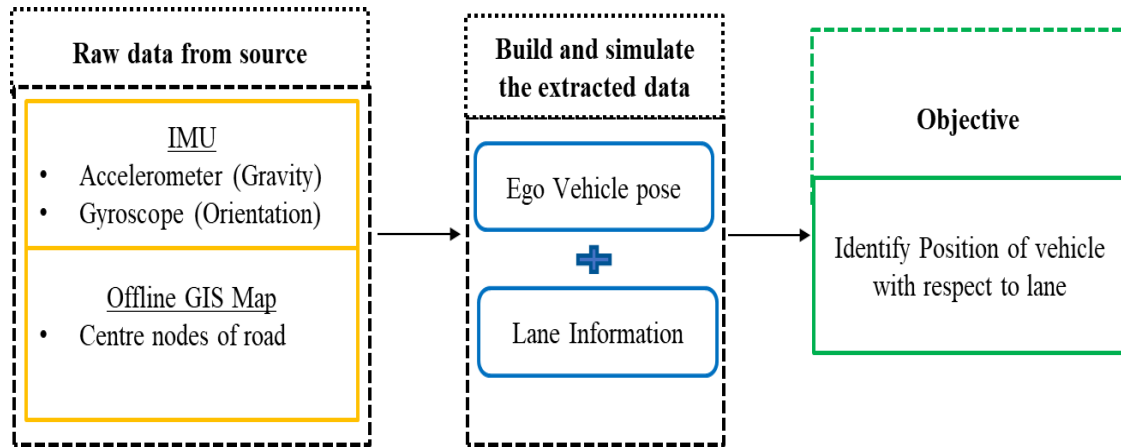 Raw data from source
IMU
• Accelerometer (Gravity)
• Gyroscope (Orientation)
Offline GIS Map
• Centre nodes of road
Build and simulate
the extracted data
Ego Vehicle pose
Lane Information
Objective
Identify Position of vehicle
with respect to lane